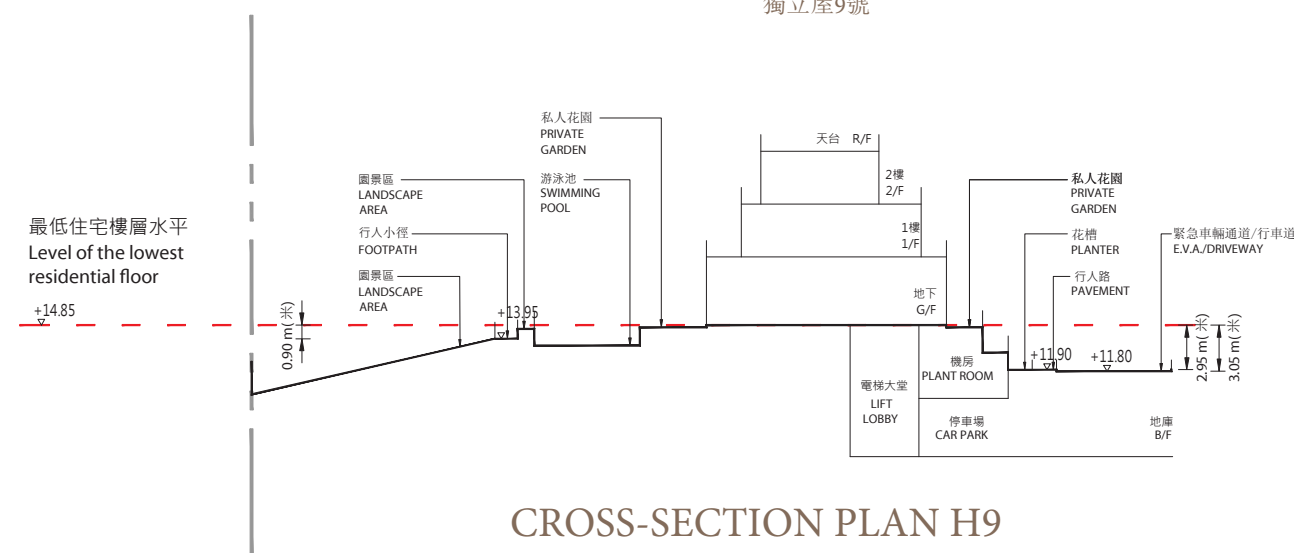 獨立屋9號
私人花園
PRIVATE
GARDEN
天台 R/F
園景區
LANDSCAPE
AREA
游泳池
SWIMMING
POOL
2樓
2/F
私人花園
PRIVATE
GARDEN
最低住宅樓層水平
Level of the lowest
residential floor
行人小徑
FOOTPATH
1樓
1/F
花槽
PLANTER
緊急車輛通道/行車道
E.V.A./DRIVEWAY
園景區
LANDSCAPE
AREA
行人路
PAVEMENT
地下
G/F
+14.85
0.90 m(米)
+13.95
+11.90
+11.80
2.95 m(米)
3.05 m(米)
機房
PLANT ROOM
電梯大堂
LIFT
LOBBY
停車場
CAR PARK
地庫
B/F
CROSS-SECTION PLAN H9